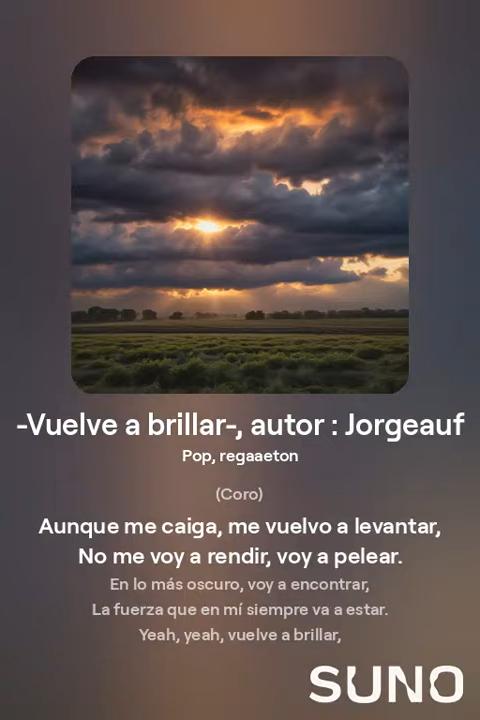 -Vuelve a brillar-, autor : Jorgeauf
Pop, regaaeton
(Coro)
Aunque me caiga, me vuelvo a levantar,
No me voy a rendir, voy a pelear.
En lo más oscuro, voy a encontrar,
La fuerza que en mí siempre va a estar.
Yeah, yeah, vuelve a brillar,
SUNO